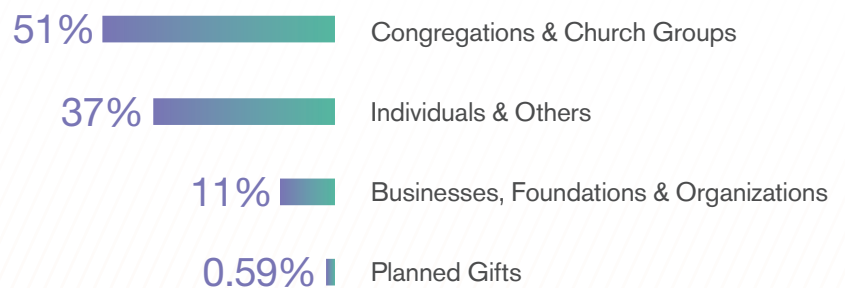 51% Congregations & Church Groups
37% Individuals & Others
11% Businesses, Foundations & Organizations
0.59% Planned Gifts